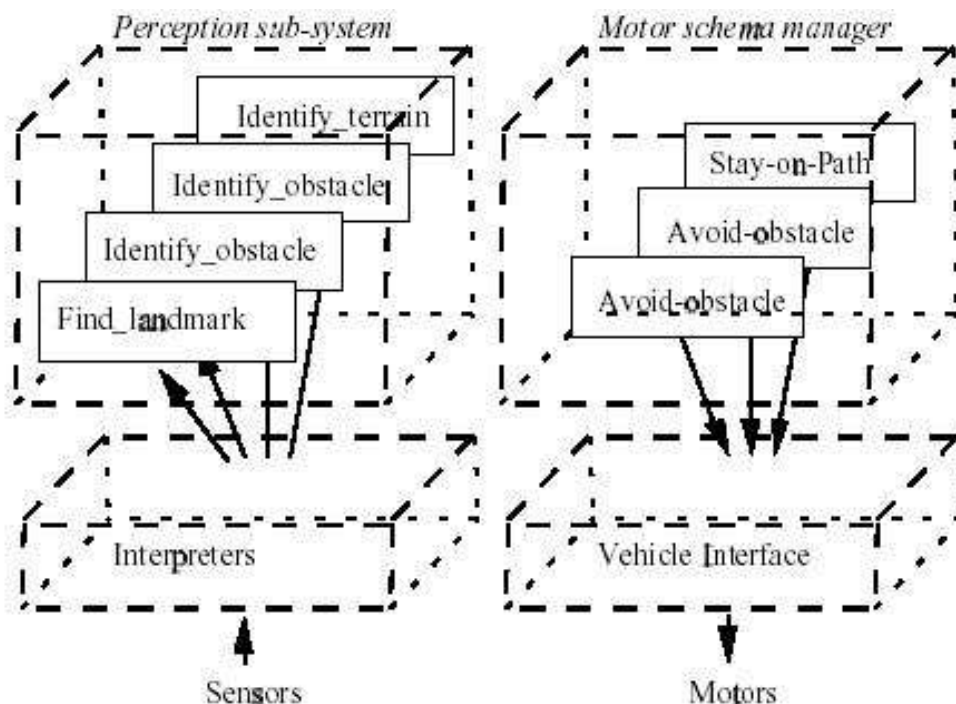 Perception sub-system
Motor schema manager
Identify_terrain
Identify_obstacle
Identify_obstacle
Find_landmark
Stay-on-Path
Avoid-obstacle
Avoid-obstacle
Interpreters
Vehicle Interface
Sensors
Motors